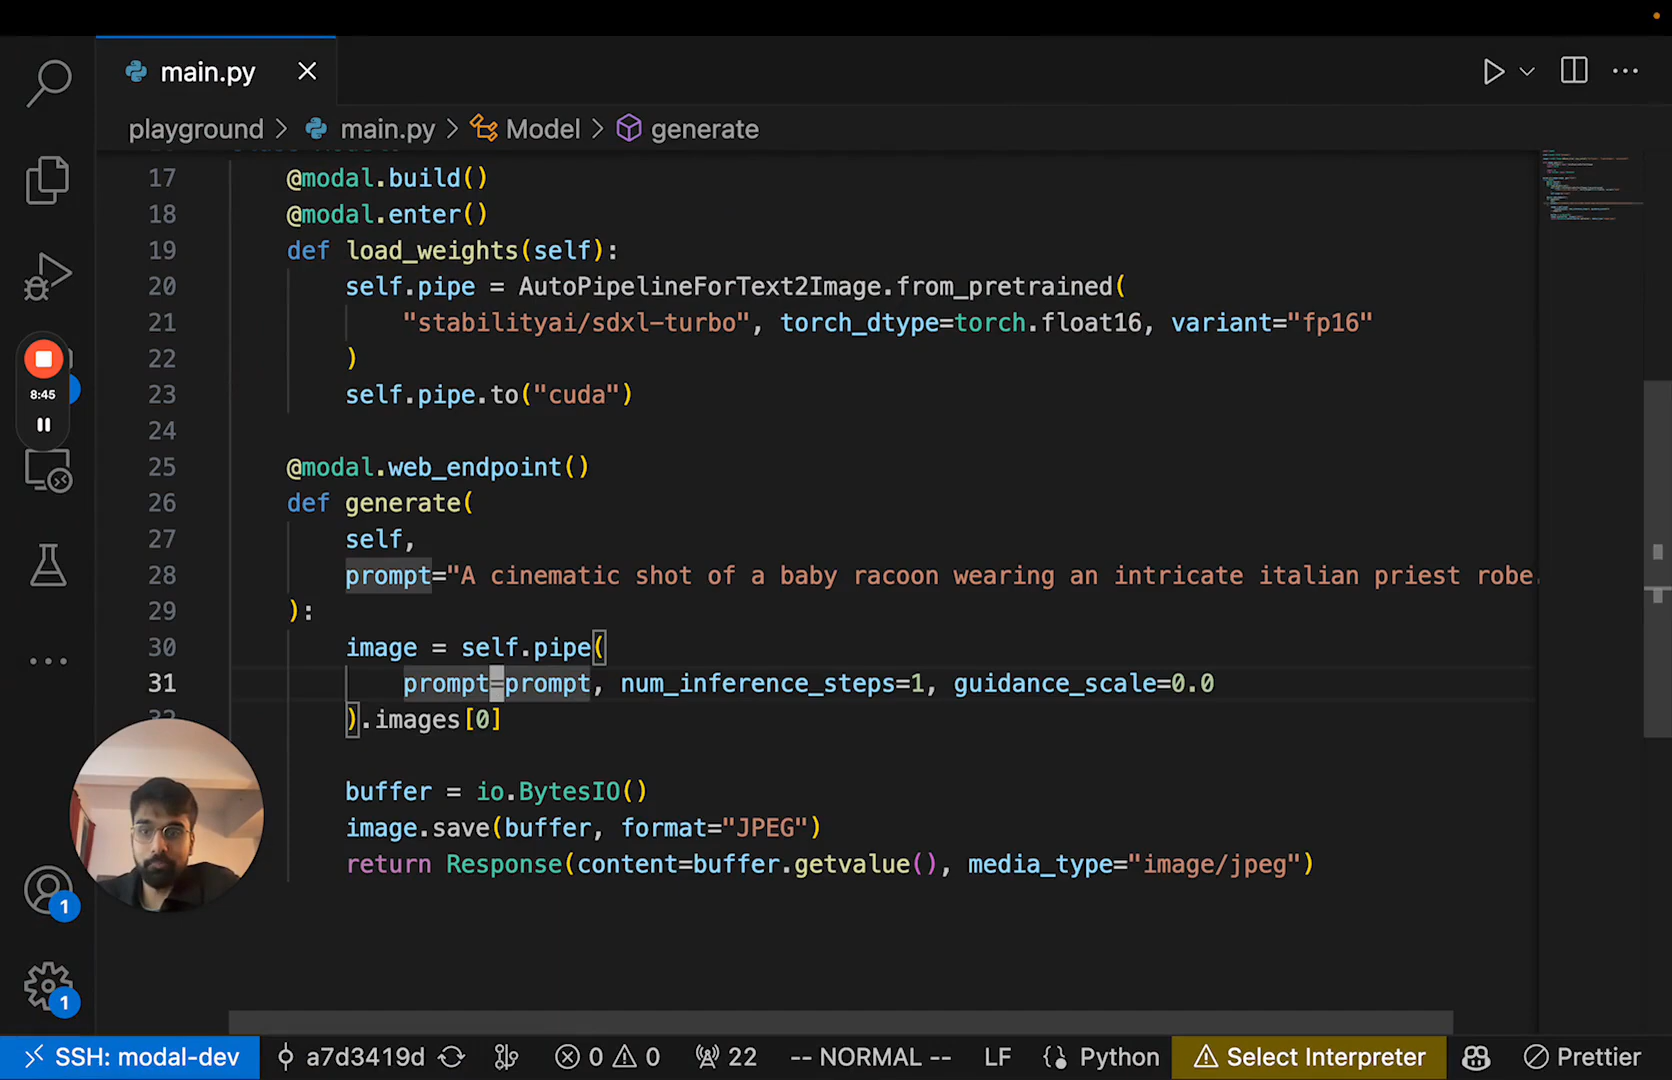 main.py
playground > main.py > Model > generate
17 @modal.build()
18 @modal.enter()
19 def load_weights(self):
20 self.pipe = AutoPipelineForText2Image.from_pretrained(
21 "stabilityai/sdxl-turbo", torch_dtype=torch.float16, variant="fp16"
22 )
23 self.pipe.to("cuda")
24
25 @modal.web_endpoint()
26 def generate(
27 self,
28 prompt="A cinematic shot of a baby racoon wearing an intricate italian priest robe.
29 ):
30 image = self.pipe(
31 prompt=prompt, num_inference_steps=1, guidance_scale=0.0
).images[0]
buffer = io.BytesIO()
image.save(buffer, format="JPEG")
return Response(content=buffer.getvalue(), media_type="image/jpeg")
8:45
1
1
SSH: modal-dev a7d3419d 0 0 22 -- NORMAL -- LF Python Select Interpreter Prettier